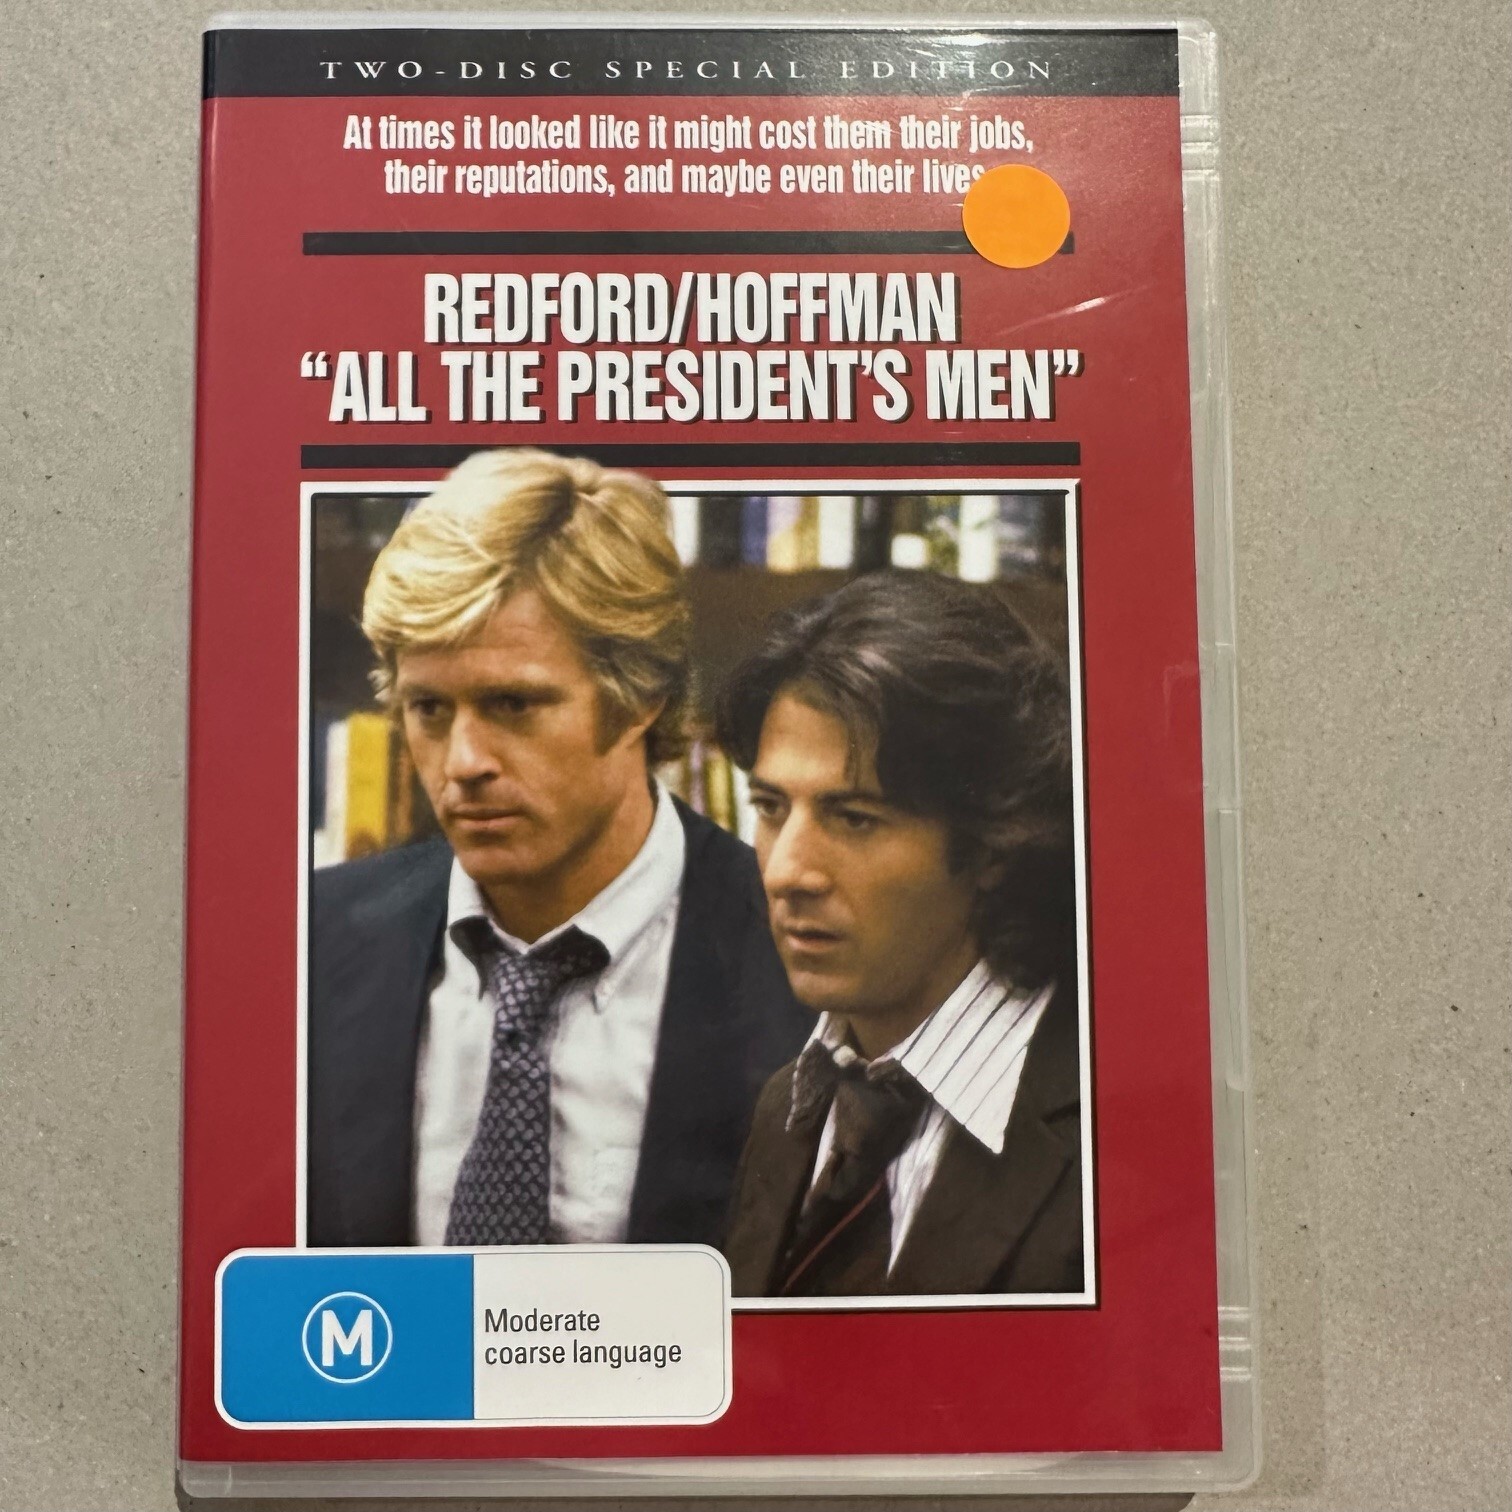 TWO-DISC SPECIAL EDITION
At times it looked like it might cost them their jobs,
their reputations, and maybe even their lives
REDFORD/HOFFMAN
“ALL THE PRESIDENT’S MEN”
M
Moderate
coarse language